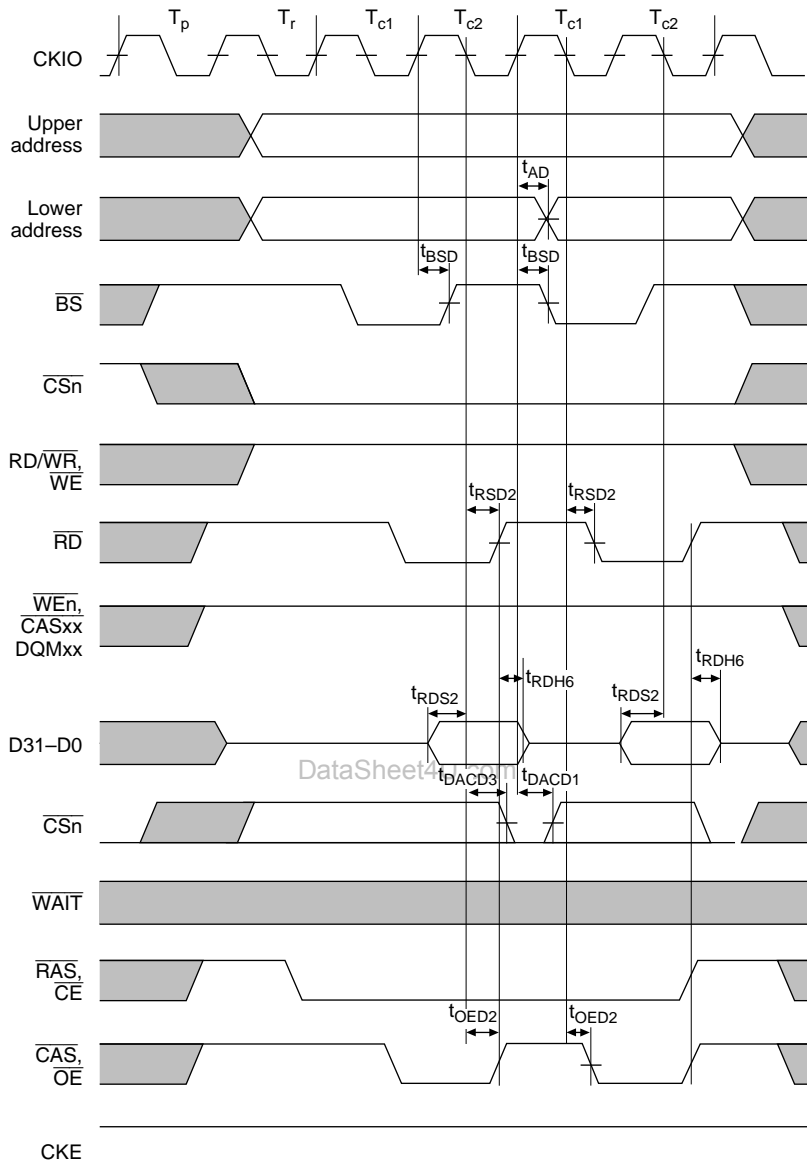 Tp Tr Tc1 Tc2 Tc1 Tc2
CKIO
Upper
address
tAD
Lower
address
tBSD tBSD
BS
CSn
RD/WR,
WE
tRSD2 tRSD2
RD
WEn,
CASxx
DQMxx
tRDH6 tRDH6
tRDS2 tRDS2
D31–D0
DataSheet4U.com
tDACD3 tDACD1
CSn
WAIT
RAS,
CE
tOED2 tOED2
CAS,
OE
CKE